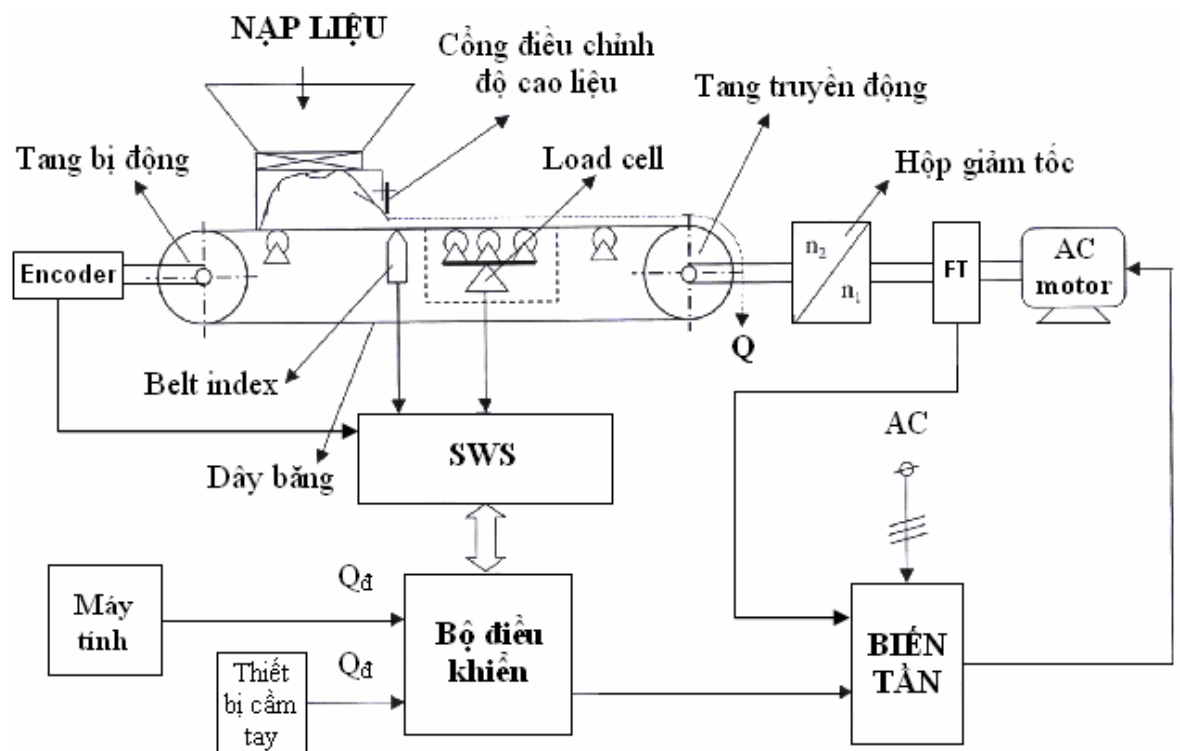 NẠP LIỆU
Cổng điều chỉnh
độ cao liệu
Tang truyền động
Tang bị động
Load cell
Hộp giảm tốc
Encoder
n₂
n₁
FT
AC
motor
Q
Belt index
AC
SWS
Dây băng
Máy
tính
Qđ
Bộ điều
khiển
Qđ
Thiết
bị cầm
tay
BIẾN
TẦN